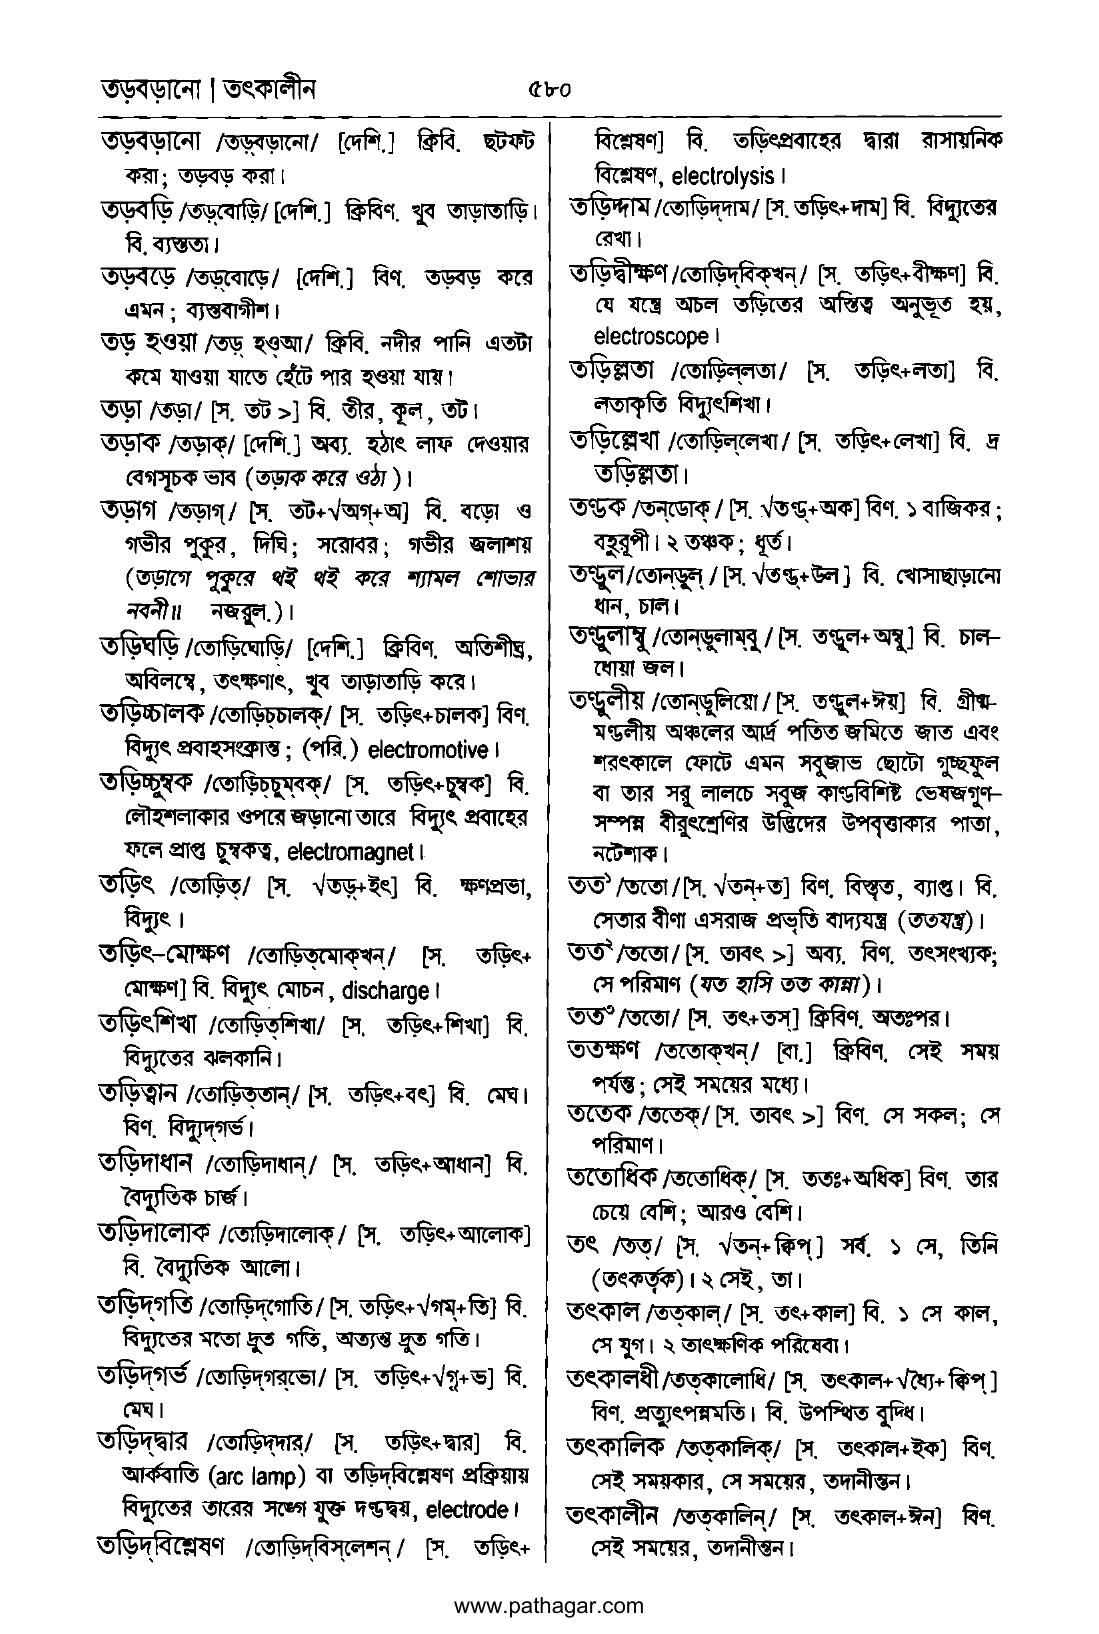 তড়বড়ানো | তৎকালীন ৫৮০
তড়বড়ানো /তড়্‌বড়ানো/ [দেশি.] ক্রিবি. ছটফট
করা; তড়বড় করা।
তড়বড়ি /তড়্‌বোড়ি/ [দেশি.] ক্রিবিণ. খুব তাড়াতাড়ি।
বি. ব্যস্ততা।
তড়বড়ে /তড়্‌বোড়ে/ [দেশি.] বিণ. তড়বড় করে
এমন; ব্যস্তবাগীশ।
তড় হওয়া /তড়্ হওআ/ ক্রিবি. নদীর পানি এতটা
কমে যাওয়া যাতে হেঁটে পার হওয়া যায়।
তড়া /তড়া/ [স. তট >] বি. তীর, কূল, তট।
তড়াক /তড়াক্/ [দেশি.] অব্য. হঠাৎ লাফ দেওয়ার
বেগসূচক ভাব (তড়াক করে ওঠা)।
তড়াগ /তড়াগ্/ [স. তট+√অগ্+অ] বি. বড়ো ও
গভীর পুকুর, দিঘি; সরোবর; গভীর জলাশয়
(তড়াগে পুকুরে থই থই করে শ্যামল শোভার
নবনী॥ নজরুল.)।
তড়িঘড়ি /তোড়িঘোড়ি/ [দেশি.] ক্রিবিণ. অতিশীঘ্র,
অবিলম্বে, তৎক্ষণাৎ, খুব তাড়াতাড়ি করে।
তড়িচ্চালক /তোড়িচ্‌চালক্/ [স. তড়িৎ+চালক] বিণ.
বিদ্যুৎ প্রবাহসংক্রান্ত; (পরি.) electromotive।
তড়িচ্চুম্বক /তোড়িচ্‌চুম্‌বক্/ [স. তড়িৎ+চুম্বক] বি.
লৌহশলাকার ওপরে জড়ানো তারে বিদ্যুৎ প্রবাহের
ফলে প্রাপ্ত চুম্বকত্ব, electromagnet।
তড়িৎ /তোড়িত্/ [স. √তড়্+ইৎ] বি. ক্ষণপ্রভা,
বিদ্যুৎ।
তড়িৎ-মোক্ষণ /তোড়িত্‌মোক্‌খন্/ [স. তড়িৎ+
মোক্ষণ] বি. বিদ্যুৎ মোচন, discharge।
তড়িৎশিখা /তোড়িত্‌শিখা/ [স. তড়িৎ+শিখা] বি.
বিদ্যুতের ঝলকানি।
তড়িত্বান /তোড়িত্‌তান্/ [স. তড়িৎ+বৎ] বি. মেঘ।
বিণ. বিদ্যুদ্‌গর্ভ।
তড়িদাধান /তোড়িদাধান্/ [স. তড়িৎ+আধান] বি.
বৈদ্যুতিক চার্জ।
তড়িদালোক /তোড়িদালোক্/ [স. তড়িৎ+আলোক]
বি. বৈদ্যুতিক আলো।
তড়িদ্‌গতি /তোড়িদ্‌গোতি/ [স. তড়িৎ+√গম্+তি] বি.
বিদ্যুতের মতো দ্রুত গতি, অত্যন্ত দ্রুত গতি।
তড়িদ্‌গর্ভ /তোড়িদ্‌গর্‌ভো/ [স. তড়িৎ+√গৃ+ভ] বি.
মেঘ।
তড়িদ্‌দ্বার /তোড়িদ্‌দার্/ [স. তড়িৎ+দ্বার] বি.
আর্কবাতি (arc lamp) বা তড়িদ্‌বিশ্লেষণ প্রক্রিয়ায়
বিদ্যুতের তারের সঙ্গে যুক্ত দণ্ডদ্বয়, electrode।
তড়িদ্‌বিশ্লেষণ /তোড়িদ্‌বিস্‌লেশন্/ [স. তড়িৎ+
বিশ্লেষণ] বি. তড়িৎপ্রবাহের দ্বারা রাসায়নিক
বিশ্লেষণ, electrolysis।
তড়িদ্দাম /তোড়িদ্‌দাম/ [স. তড়িৎ+দাম] বি. বিদ্যুতের
রেখা।
তড়িদ্বীক্ষণ /তোড়িদ্‌বিক্‌খন্/ [স. তড়িৎ+বীক্ষণ] বি.
যে যন্ত্রে অচল তড়িতের অস্তিত্ব অনুভূত হয়,
electroscope।
তড়িল্লতা /তোড়িল্‌লতা/ [স. তড়িৎ+লতা] বি.
লতাকৃতি বিদ্যুৎশিখা।
তড়িল্লেখা /তোড়িল্‌লেখা/ [স. তড়িৎ+লেখা] বি. দ্র
তড়িল্লতা।
তণ্ডক /তন্‌ডোক্/ [স. √তণ্ড্+অক] বিণ. ১ বাজিকর;
বহুরূপী। ২ তঞ্চক; ধূর্ত।
তণ্ডুল /তোন্‌ডুল্/ [স. √তণ্ড্+উল] বি. খোসাছাড়ানো
ধান, চাল।
তণ্ডুলাম্বু /তোন্‌ডুলাম্‌বু/ [স. তণ্ডুল+অম্বু] বি. চাল-
ধোয়া জল।
তণ্ডুলীয় /তোন্‌ডুলিয়ো/ [স. তণ্ডুল+ঈয়] বি. গ্রীষ্ম-
মণ্ডলীয় অঞ্চলের আর্দ্র পতিত জমিতে জাত এবং
শরৎকালে ফোটে এমন সবুজাভ ছোটো গুচ্ছফুল
বা তার সরু লালচে সবুজ কাণ্ডবিশিষ্ট ভেষজগুণ-
সম্পন্ন বীরুৎশ্রেণির উদ্ভিদের উপবৃত্তাকার পাতা,
নটেশাক।
তত১ /ততো/ [স. √তন্+ত] বিণ. বিস্তৃত, ব্যাপ্ত। বি.
সেতার বীণা এসরাজ প্রভৃতি বাদ্যযন্ত্র (ততযন্ত্র)।
তত২ /ততো/ [স. তাবৎ >] অব্য. বিণ. তৎসংখ্যক;
সে পরিমাণ (যত হাসি তত কান্না)।
তত৩ /ততো/ [স. তৎ+তস্] ক্রিবিণ. অতঃপর।
ততক্ষণ /ততোক্‌খন্/ [বা.] ক্রিবিণ. সেই সময়
পর্যন্ত; সেই সময়ের মধ্যে।
ততেক /ততেক্/ [স. তাবৎ >] বিণ. সে সকল; সে
পরিমাণ।
ততোধিক /ততোধিক্/ [স. ততঃ+অধিক] বিণ. তার
চেয়ে বেশি; আরও বেশি।
তৎ /তত্/ [স. √তন্+ক্বিপ্] সর্ব. ১ সে, তিনি
(তৎকর্তৃক)। ২ সেই, তা।
তৎকাল /তত্‌কাল্/ [স. তৎ+কাল] বি. ১ সে কাল,
সে যুগ। ২ তাৎক্ষণিক পরিষেবা।
তৎকালধী /তত্‌কালোধি/ [স. তৎকাল+√ধ্যৈ+ক্বিপ্]
বিণ. প্রত্যুৎপন্নমতি। বি. উপস্থিত বুদ্ধি।
তৎকালিক /তত্‌কালিক্/ [স. তৎকাল+ইক] বিণ.
সেই সময়কার, সে সময়ের, তদানীন্তন।
তৎকালীন /তত্‌কালিন্/ [স. তৎকাল+ঈন] বিণ.
সেই সময়ের, তদানীন্তন।
www.pathagar.com